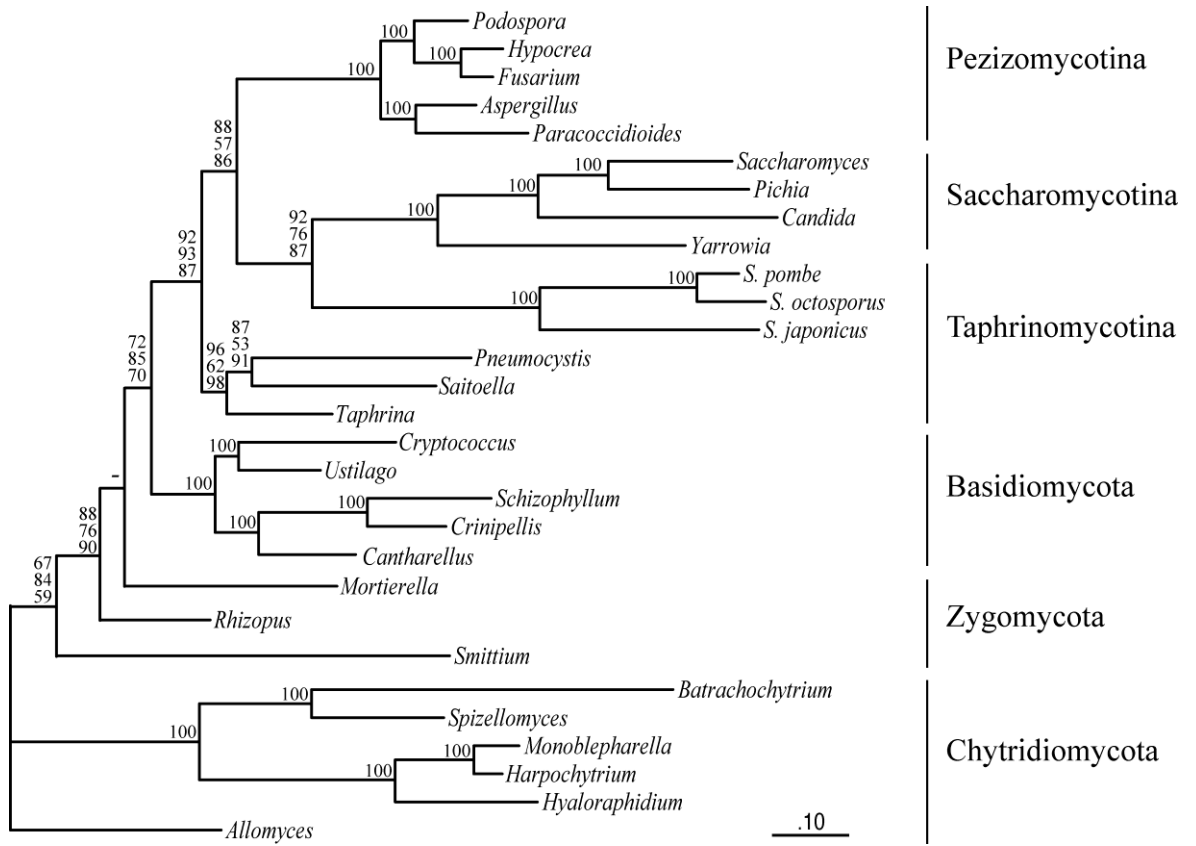 Podospora
100
Hypocrea
100
Fusarium
100
Aspergillus
100
Paracoccidioides
Pezizomycotina
88
57
86
Saccharomyces
100
Pichia
100
Candida
100
Yarrowia
Saccharomycotina
92
76
87
92
93
87
S. pombe
100
S. octosporus
100
S. japonicus
Taphrinomycotina
87
53
91
96
62
98
Pneumocystis
Saitoella
Taphrina
72
85
70
Cryptococcus
100
Ustilago
100
Schizophyllum
100
Crinipellis
100
Cantharellus
Basidiomycota
-
88
76
90
67
84
59
Mortierella
Rhizopus
Smittium
Zygomycota
Batrachochytrium
100
Spizellomyces
100
Monoblepharella
100
Harpochytrium
100
Hyaloraphidium
Chytridiomycota
Allomyces
.10